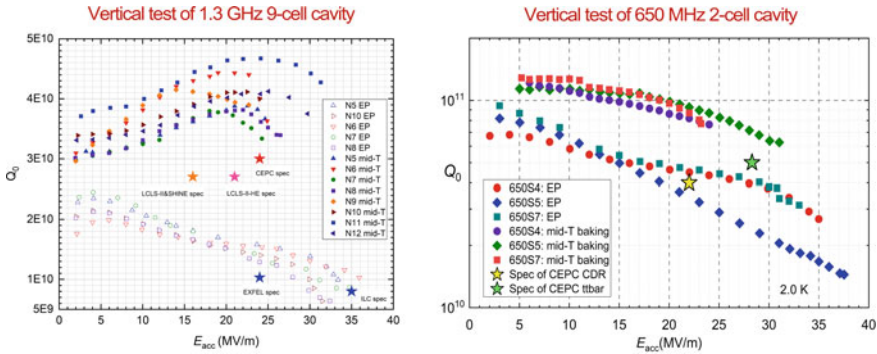 Vertical test of 1.3 GHz 9-cell cavity
5E10
4E10
3E10
2E10
1E10
5E9
Q0
0
5
10
15
20
25
30
35
40
Eacc (MV/m)
N5 EP
N10 EP
N6 EP
N7 EP
N8 EP
N5 mid-T
N6 mid-T
N7 mid-T
N8 mid-T
N9 mid-T
N10 mid-T
N11 mid-T
N12 mid-T
CEPC spec
LCLS-II&SHINE spec
LCLS-II-HE spec
EXFEL spec
ILC spec
Vertical test of 650 MHz 2-cell cavity
10^11
10^10
Q0
0
5
10
15
20
25
30
35
40
Eacc(MV/m)
650S4: EP
650S5: EP
650S7: EP
650S4: mid-T baking
650S5: mid-T baking
650S7: mid-T baking
Spec of CEPC CDR
Spec of CEPC ttbar
2.0 K